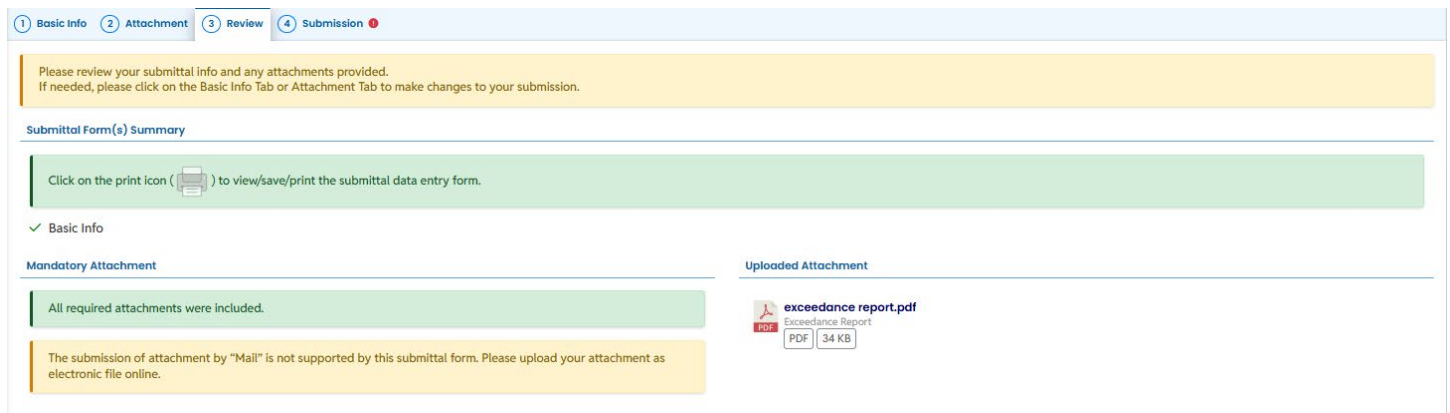 1 Basic Info 2 Attachment 3 Review 4 Submission !
Please review your submittal info and any attachments provided.
If needed, please click on the Basic Info Tab or Attachment Tab to make changes to your submission.
Submittal Form(s) Summary
Click on the print icon ( ) to view/save/print the submittal data entry form.
Basic Info
Mandatory Attachment
All required attachments were included.
The submission of attachment by “Mail” is not supported by this submittal form. Please upload your attachment as
electronic file online.
Uploaded Attachment
PDF
exceedance report.pdf
Exceedance Report
PDF 34 KB